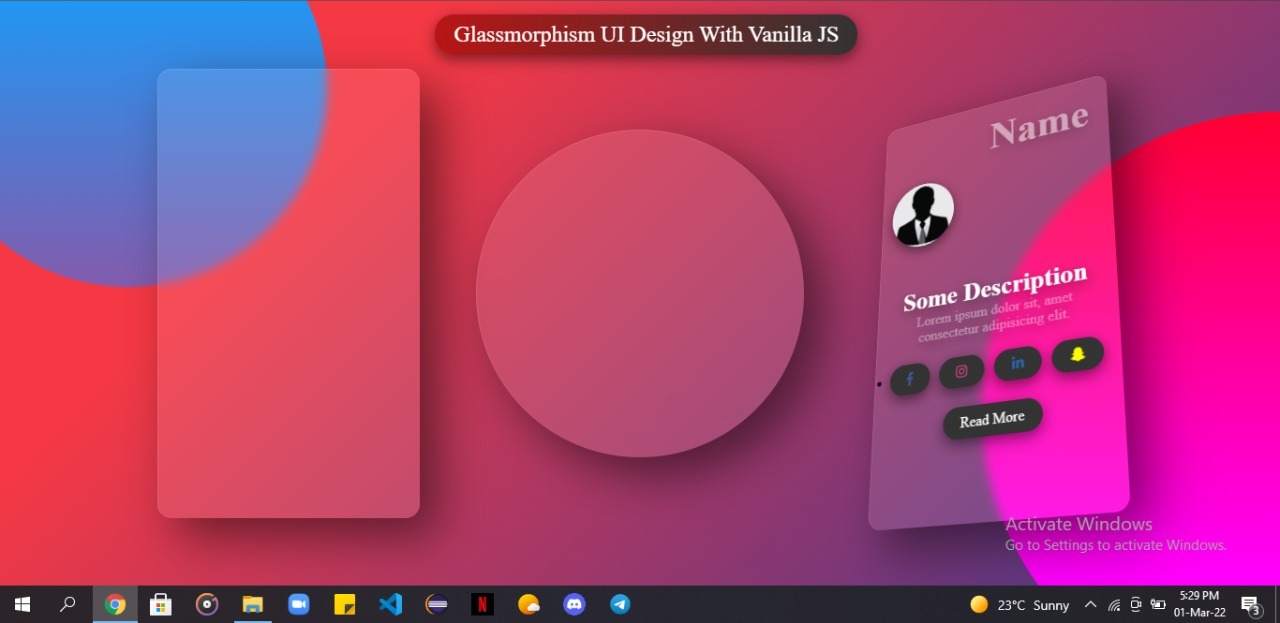 Glassmorphism UI Design With Vanilla JS
Name
Some Description
Lorem ipsum dolor sit, amet
consectetur adipisicing elit.
Read More
Activate Windows
Go to Settings to activate Windows.
23°C Sunny
5:29 PM
01-Mar-22
3